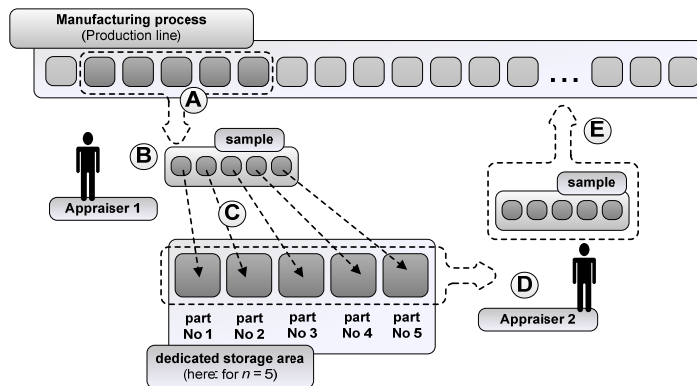 Manufacturing process
(Production line)
...
A
E
B
sample
sample
Appraiser 1
C
D
part No 1
part No 2
part No 3
part No 4
part No 5
Appraiser 2
dedicated storage area
(here: for n = 5)